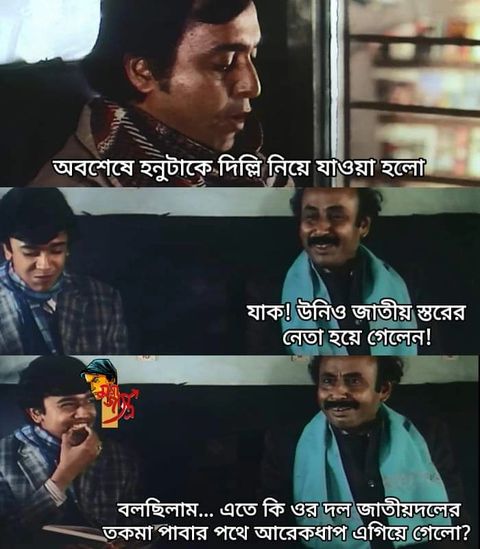 অবশেষে হনুটাকে দিল্লি নিয়ে যাওয়া হলো
যাক! উনিও জাতীয় স্তরের
নেতা হয়ে গেলেন!
বলছিলাম... এতে কি ওর দল জাতীয়দলের
তকমা পাবার পথে আরেকধাপ এগিয়ে গেলো?